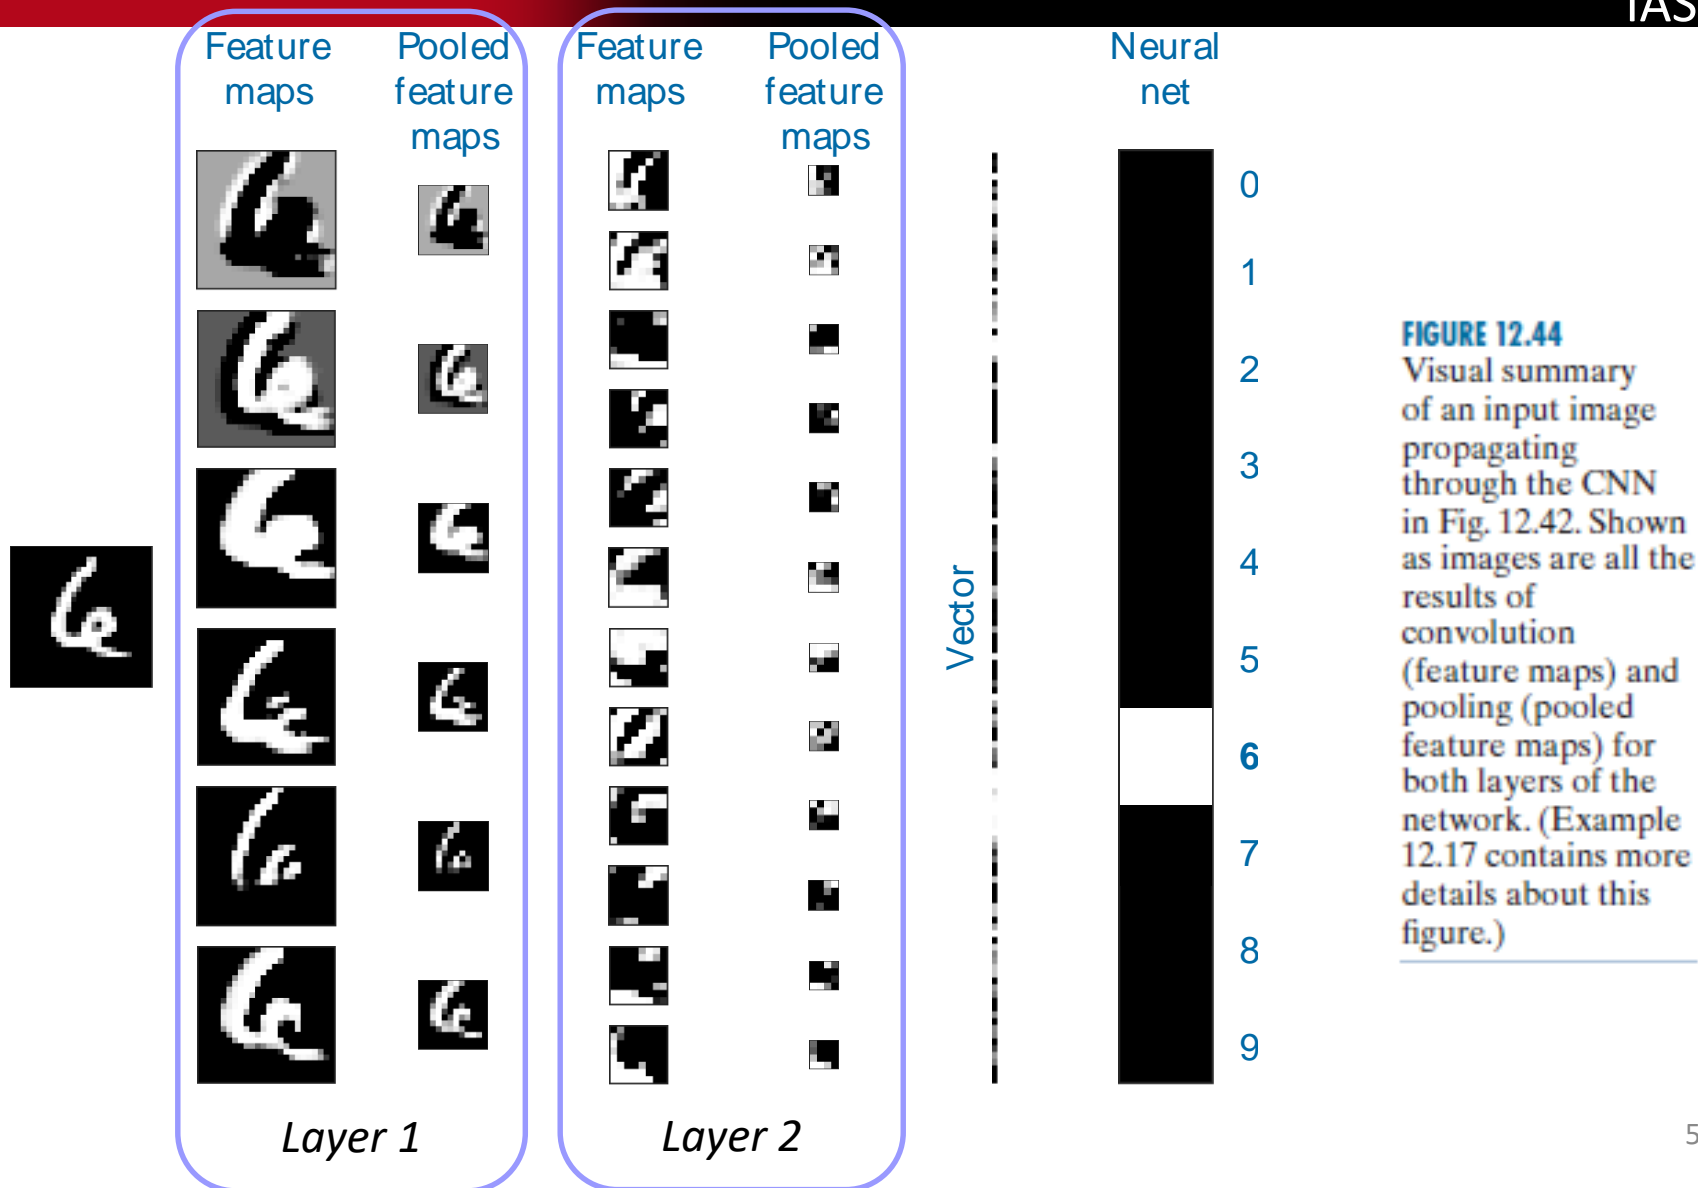 IAS
Feature maps
Pooled feature maps
Feature maps
Pooled feature maps
Neural net
Vector
0
1
2
3
4
5
6
7
8
9
Layer 1
Layer 2
FIGURE 12.44
Visual summary
of an input image
propagating
through the CNN
in Fig. 12.42. Shown
as images are all the
results of
convolution
(feature maps) and
pooling (pooled
feature maps) for
both layers of the
network. (Example
12.17 contains more
details about this
figure.)
5